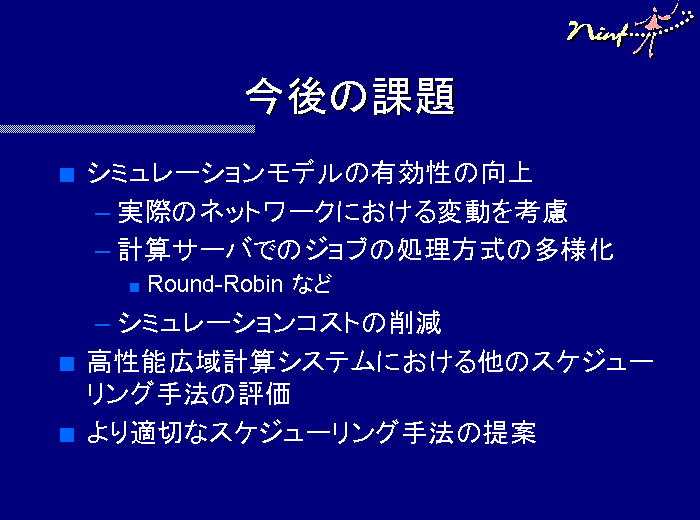 Ninf
今後の課題
■ シミュレーションモデルの有効性の向上
– 実際のネットワークにおける変動を考慮
– 計算サーバでのジョブの処理方式の多様化
■ Round-Robin など
– シミュレーションコストの削減
■ 高性能広域計算システムにおける他のスケジュー
リング手法の評価
■ より適切なスケジューリング手法の提案